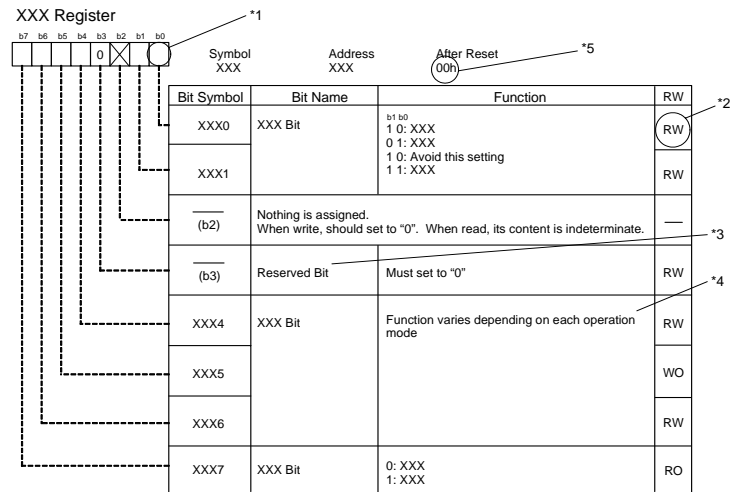 XXX Register
*1
b7 b6 b5 b4 b3 b2 b1 b0
0
Symbol Address After Reset
XXX XXX 00h
*5
Bit Symbol Bit Name Function RW
*2
XXX0 XXX Bit
b1 b0
1 0: XXX
0 1: XXX
1 0: Avoid this setting
1 1: XXX
RW
XXX1 RW
(b2)
Nothing is assigned.
When write, should set to “0”. When read, its content is indeterminate.
—
*3
(b3) Reserved Bit Must set to “0” RW
*4
XXX4 XXX Bit Function varies depending on each operation
mode
RW
XXX5 WO
XXX6 RW
XXX7 XXX Bit
0: XXX
1: XXX
RO